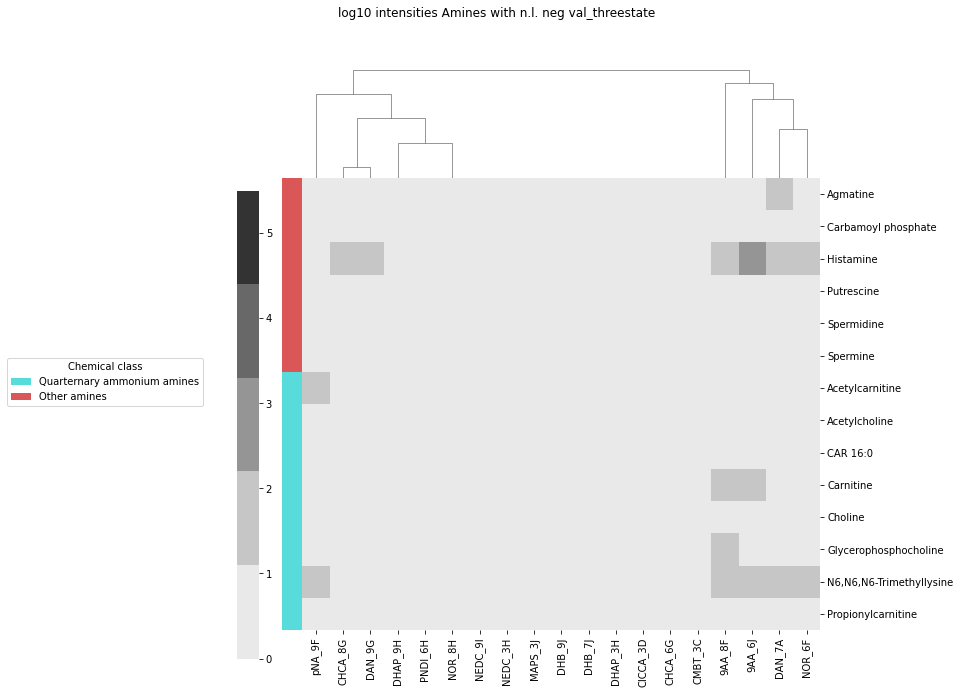 log10 intensities Amines with n.l. neg val_threestate
Chemical class
Quarternary ammonium amines
Other amines
5
4
3
2
1
0
Agmatine
Carbamoyl phosphate
Histamine
Putrescine
Spermidine
Spermine
Acetylcarnitine
Acetylcholine
CAR 16:0
Carnitine
Choline
Glycerophosphocholine
N6,N6,N6-Trimethyllysine
Propionylcarnitine
pNA_9F
CHCA_8G
DAN_9G
DHAP_9H
PNDI_6H
NOR_8H
NEDC_9I
NEDC_3H
MAPS_3J
DHB_9J
DHB_7J
DHAP_3H
ClCCA_3D
CHCA_6G
CMBT_3C
9AA_8F
9AA_6J
DAN_7A
NOR_6F